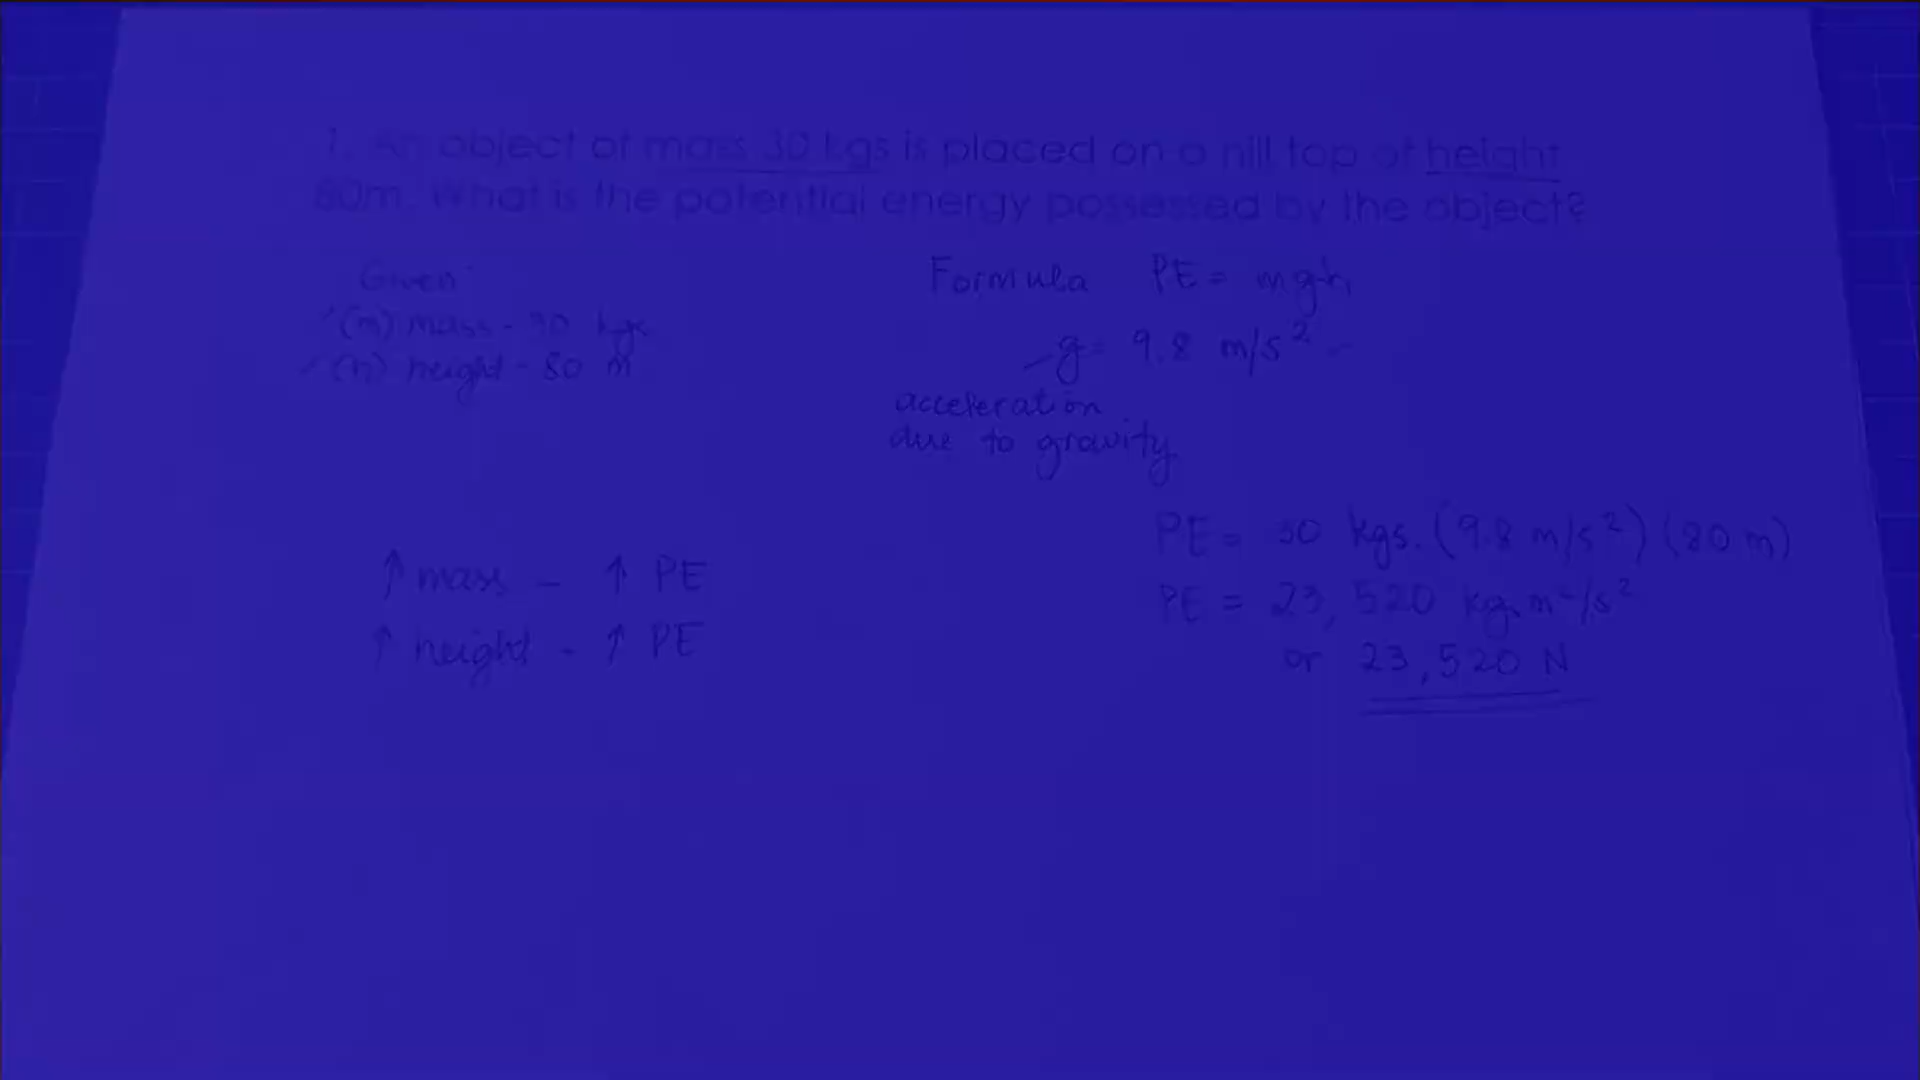 1. An object of mass 30 kgs is placed on a hill top of height
80m. What is the potential energy possessed by the object?
Given:
(m) mass - 30 kgs
(h) height - 80 m
Formula PE = mgh
g = 9.8 m/s²
acceleration
due to gravity
↑ mass - ↑ PE
↑ height - ↑ PE
PE = 30 kgs. (9.8 m/s²) (80 m)
PE = 23,520 kg.m²/s²
or 23,520 N